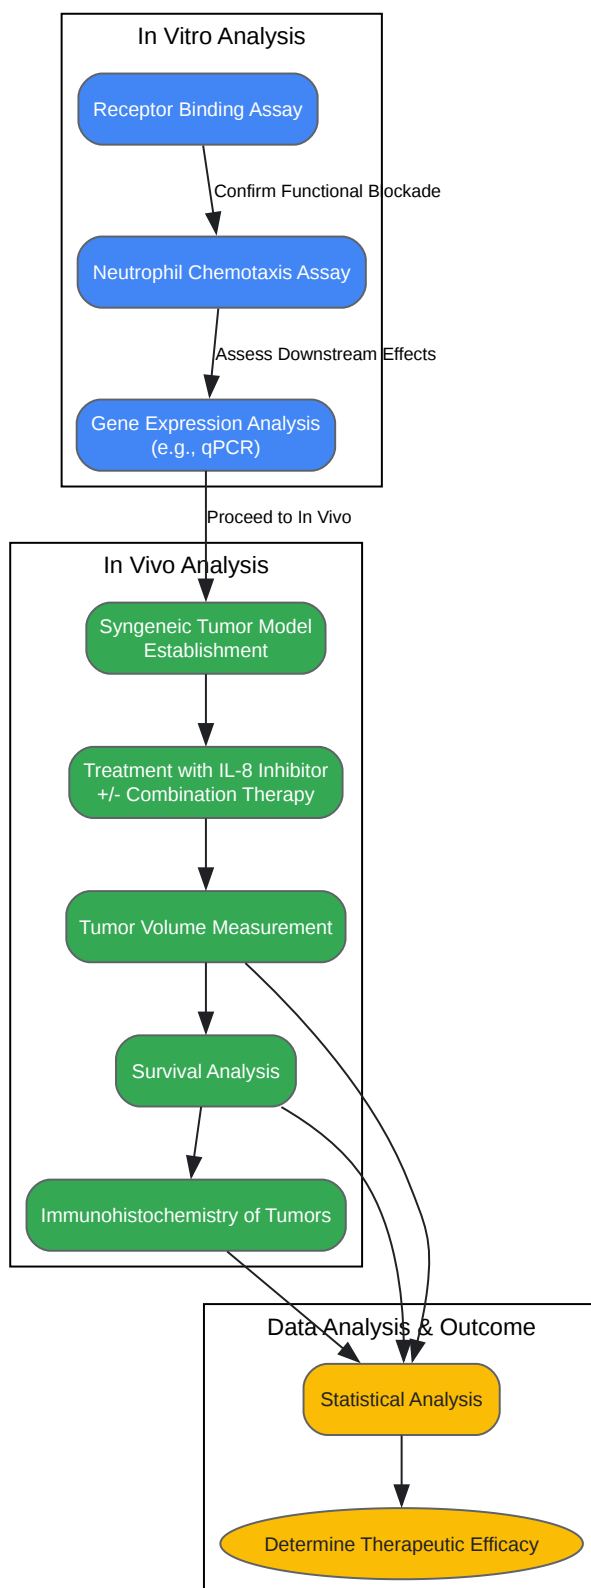 In Vitro Analysis
Receptor Binding Assay
Confirm Functional Blockade
Neutrophil Chemotaxis Assay
Assess Downstream Effects
Gene Expression Analysis
(e.g., qPCR)
Proceed to In Vivo
In Vivo Analysis
Syngeneic Tumor Model
Establishment
Treatment with IL-8 Inhibitor
+/- Combination Therapy
Tumor Volume Measurement
Survival Analysis
Immunohistochemistry of Tumors
Data Analysis & Outcome
Statistical Analysis
Determine Therapeutic Efficacy